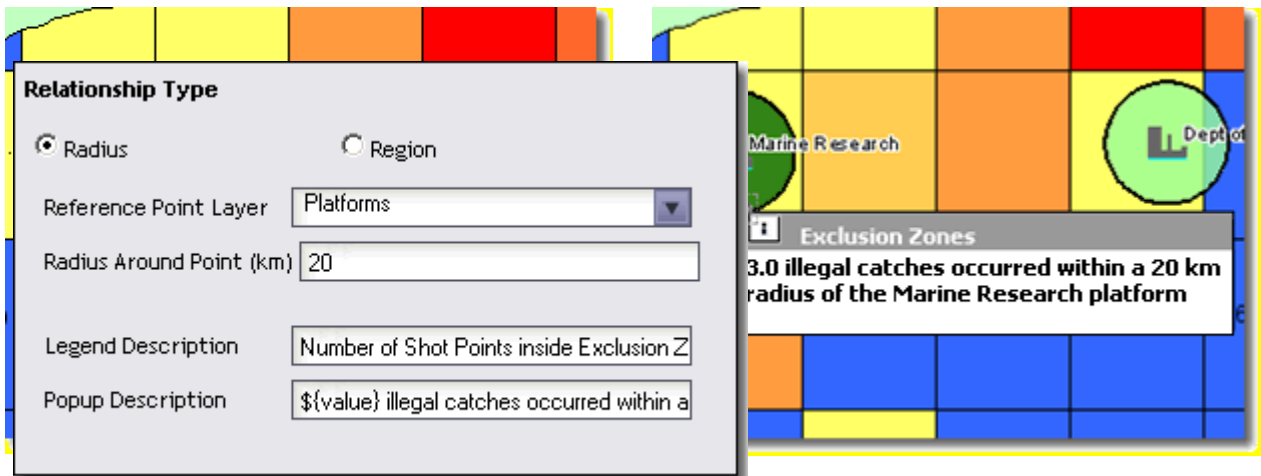 Relationship Type
Radius
Region
Reference Point Layer
Platforms
Radius Around Point (km)
20
Legend Description
Number of Shot Points inside Exclusion Z
Popup Description
${value} illegal catches occurred within a
Marine Research
Dept of
Exclusion Zones
3.0 illegal catches occurred within a 20 km
radius of the Marine Research platform